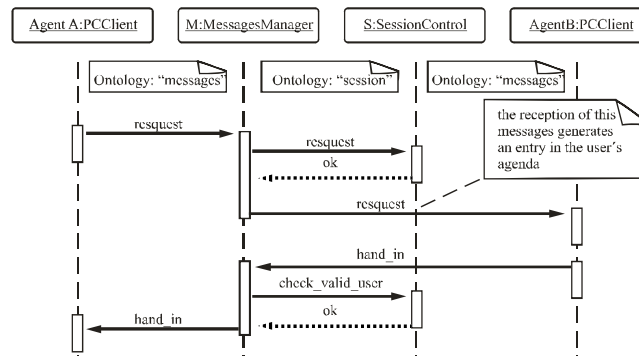 Agent A:PCClient
M:MessagesManager
S:SessionControl
AgentB:PCClient
Ontology: “messages”
Ontology: “session”
Ontology: “messages”
the reception of this
messages generates
an entry in the user´s
agenda
resquest
resquest
ok
resquest
hand_in
check_valid_user
ok
hand_in